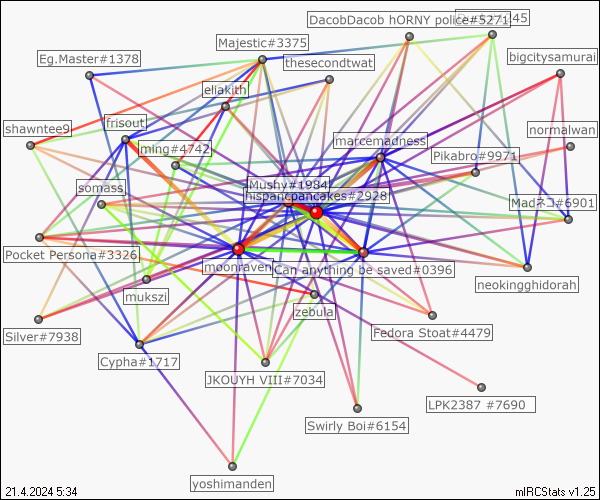 DacobDacob hORNY police#5271
45
Majestic#3375
Eg.Master#1378
thesecondtwat
bigcitysamurai
eliakith
shawntee9
frisout
normalwan
marcemadness
ming#4742
Pikabro#9971
Mushy#1984
somass
hispanicpancakes#2928
Madネコ#6901
Pocket Persona#3326
moonraven
Can anything be saved#0396
neokingghidorah
mukszi
zebula
Silver#7938
Fedora Stoat#4479
Cypha#1717
JKOUYH VIII#7034
LPK2387 #7690
Swirly Boi#6154
yoshimanden
21.4.2024 5:34
mIRCStats v1.25